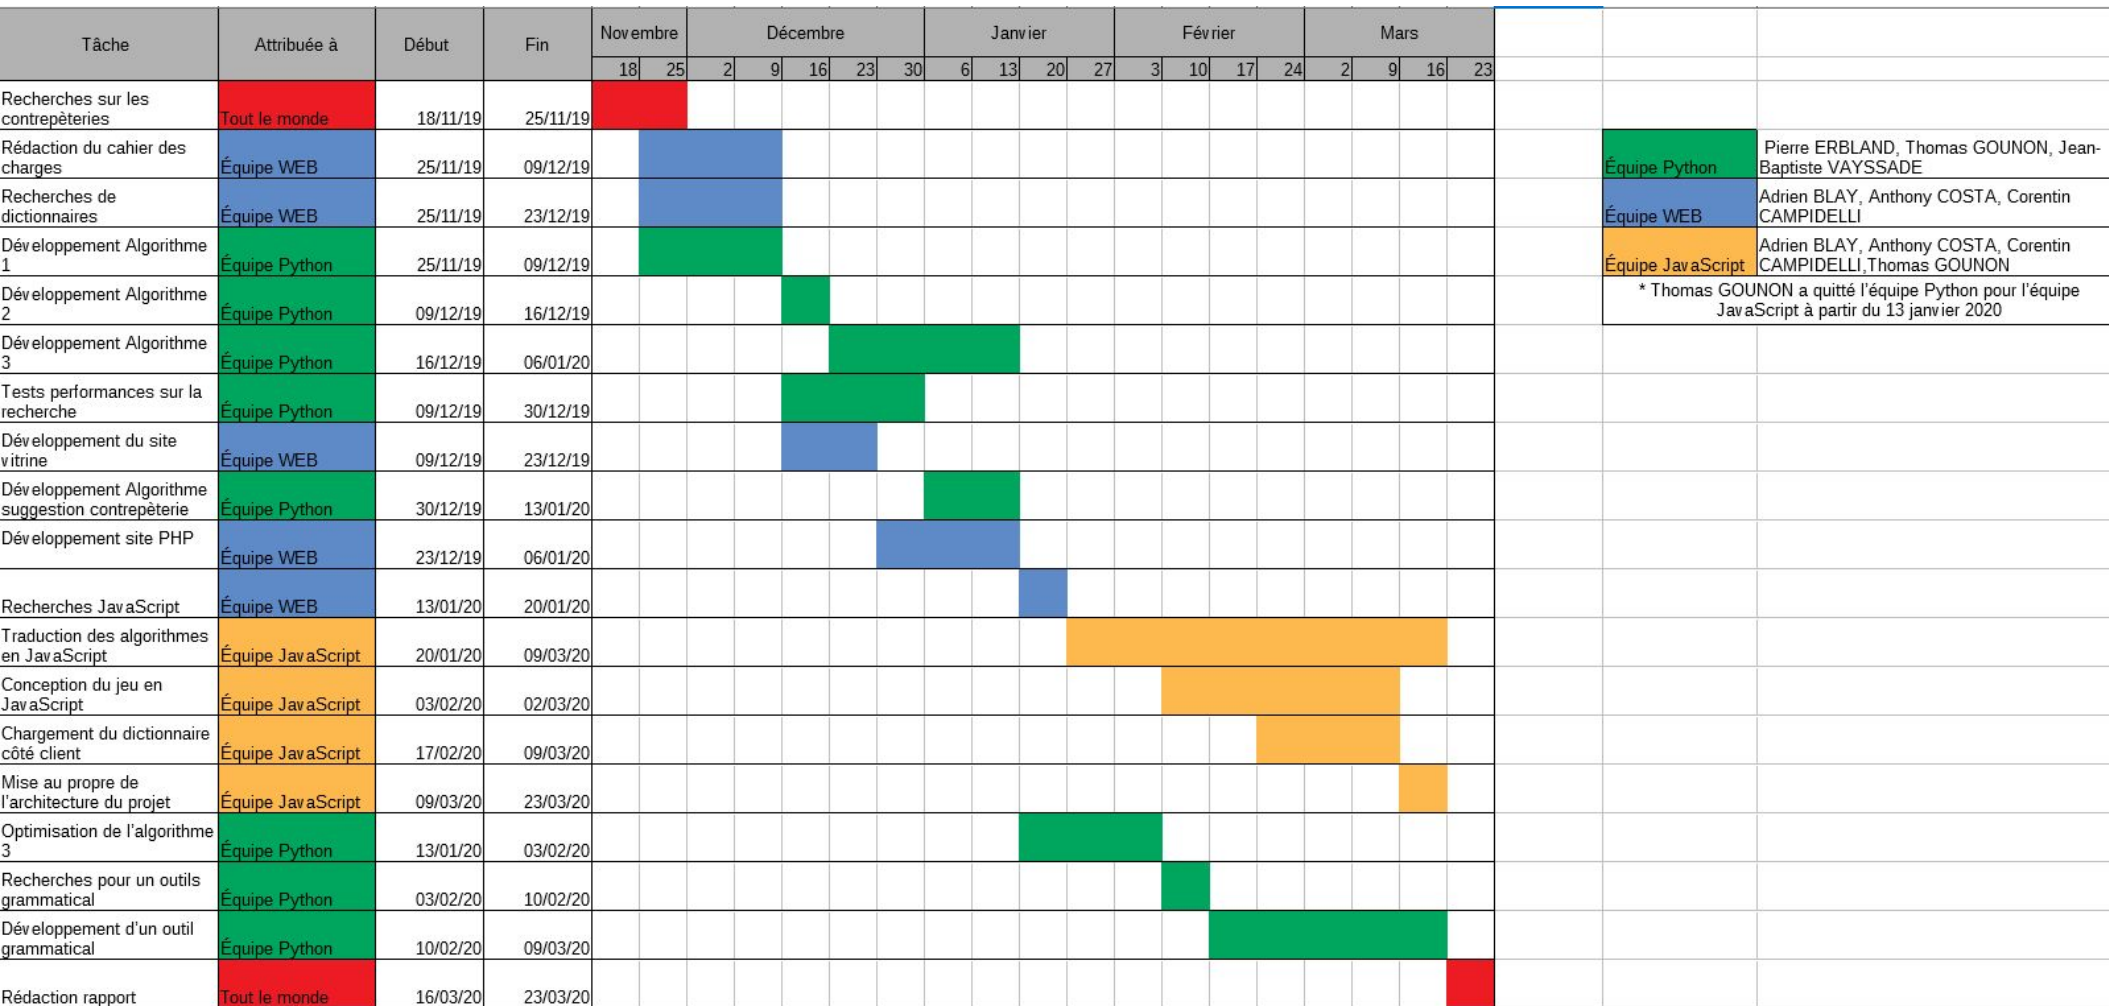 Tâche Attribuée à Début Fin Novembre Décembre Janvier Février Mars
18 25 2 9 16 23 30 6 13 20 27 3 10 17 24 2 9 16 23
Recherches sur les
contrepèteries Tout le monde 18/11/19 25/11/19
Rédaction du cahier des
charges Équipe WEB 25/11/19 09/12/19
Recherches de
dictionnaires Équipe WEB 25/11/19 23/12/19
Développement Algorithme
1 Équipe Python 25/11/19 09/12/19
Développement Algorithme
2 Équipe Python 09/12/19 16/12/19
Développement Algorithme
3 Équipe Python 16/12/19 06/01/20
Tests performances sur la
recherche Équipe Python 09/12/19 30/12/19
Développement du site
vitrine Équipe WEB 09/12/19 23/12/19
Développement Algorithme
suggestion contrepèterie Équipe Python 30/12/19 13/01/20
Développement site PHP
Équipe WEB 23/12/19 06/01/20
Recherches JavaScript Équipe WEB 13/01/20 20/01/20
Traduction des algorithmes
en JavaScript Équipe JavaScript 20/01/20 09/03/20
Conception du jeu en
JavaScript Équipe JavaScript 03/02/20 02/03/20
Chargement du dictionnaire
côté client Équipe JavaScript 17/02/20 09/03/20
Mise au propre de
l'architecture du projet Équipe JavaScript 09/03/20 23/03/20
Optimisation de l'algorithme
3 Équipe Python 13/01/20 03/02/20
Recherches pour un outils
grammatical Équipe Python 03/02/20 10/02/20
Développement d'un outil
grammatical Équipe Python 10/02/20 09/03/20
Rédaction rapport Tout le monde 16/03/20 23/03/20
Pierre ERBLAND, Thomas GOUNON, Jean-
Équipe Python Baptiste VAYSSADE
Adrien BLAY, Anthony COSTA, Corentin
Équipe WEB CAMPIDELLI
Adrien BLAY, Anthony COSTA, Corentin
Équipe JavaScript CAMPIDELLI,Thomas GOUNON
* Thomas GOUNON a quitté l'équipe Python pour l'équipe
JavaScript à partir du 13 janvier 2020